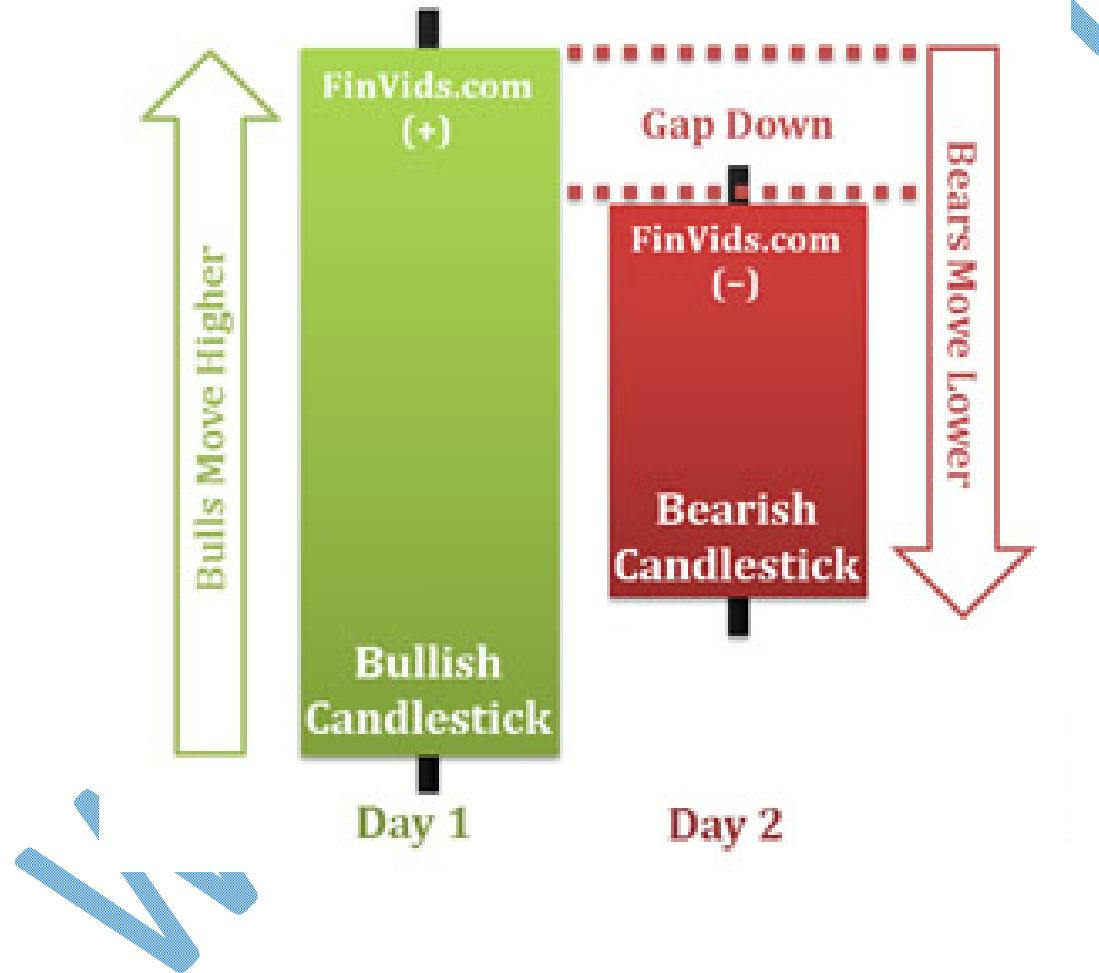 FinVids.com
(+)
Gap Down
FinVids.com
(−)
Bulls Move Higher
Bears Move Lower
Bearish
Candlestick
Bullish
Candlestick
Day 1
Day 2